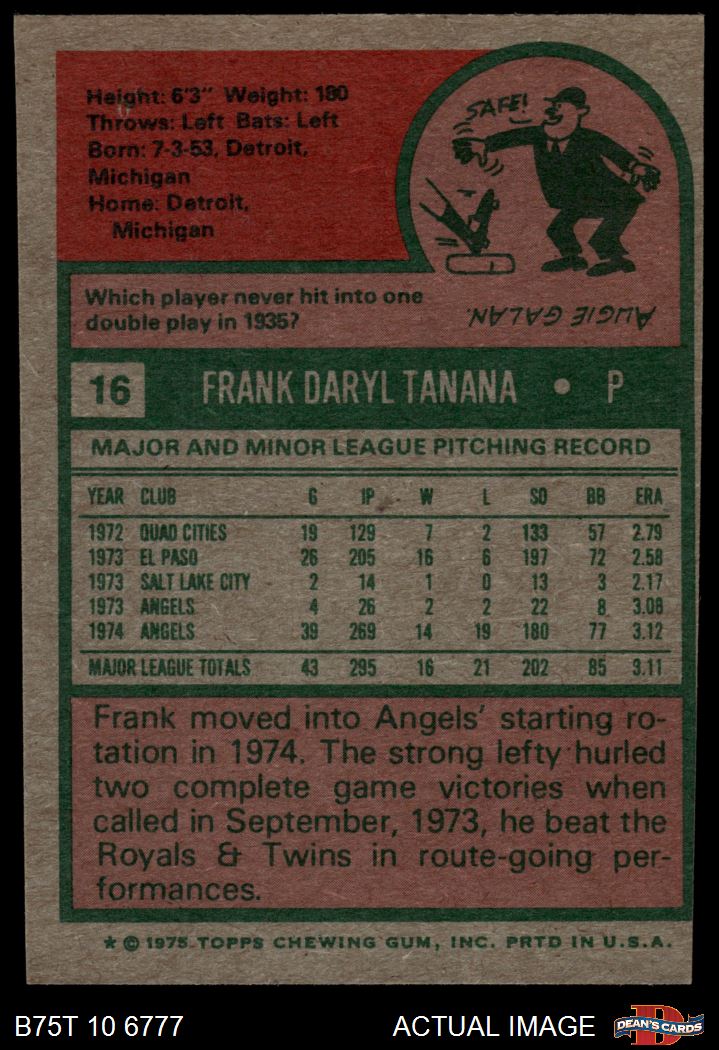 Height: 6'3" Weight: 180
Throws: Left Bats: Left
Born: 7-3-53, Detroit,
Michigan
Home: Detroit,
Michigan
SAFE!
Which player never hit into one
double play in 1935?
AUGIE GALAN.
16 FRANK DARYL TANANA • P
MAJOR AND MINOR LEAGUE PITCHING RECORD
YEAR CLUB G IP W L SO BB ERA
1972 QUAD CITIES 19 129 7 2 133 57 2.79
1973 EL PASO 26 205 16 6 197 72 2.58
1973 SALT LAKE CITY 2 14 1 0 13 3 2.17
1973 ANGELS 4 26 2 2 22 8 3.08
1974 ANGELS 39 269 14 19 180 77 3.12
MAJOR LEAGUE TOTALS 43 295 16 21 202 85 3.11
Frank moved into Angels' starting ro-
tation in 1974. The strong lefty hurled
two complete game victories when
called in September, 1973, he beat the
Royals & Twins in route-going per-
formances.
* © 1975 TOPPS CHEWING GUM, INC. PRTD IN U.S.A.
B75T 10 6777 ACTUAL IMAGE DEAN'S CARDS